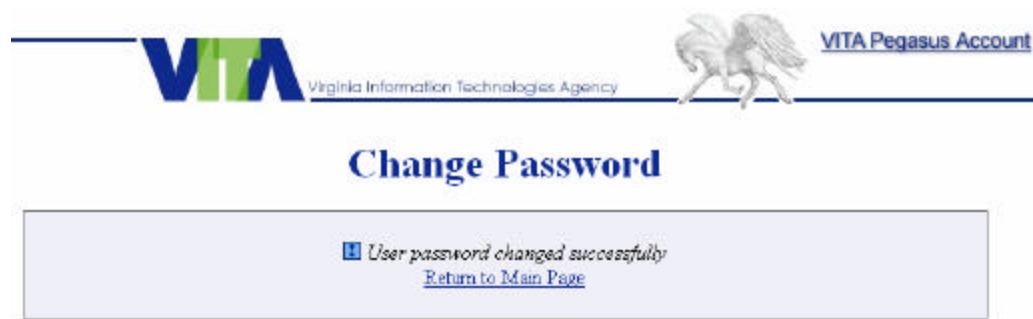 VITA
Virginia Information Technologies Agency
VITA Pegasus Account
Change Password
User password changed successfully
Return to Main Page